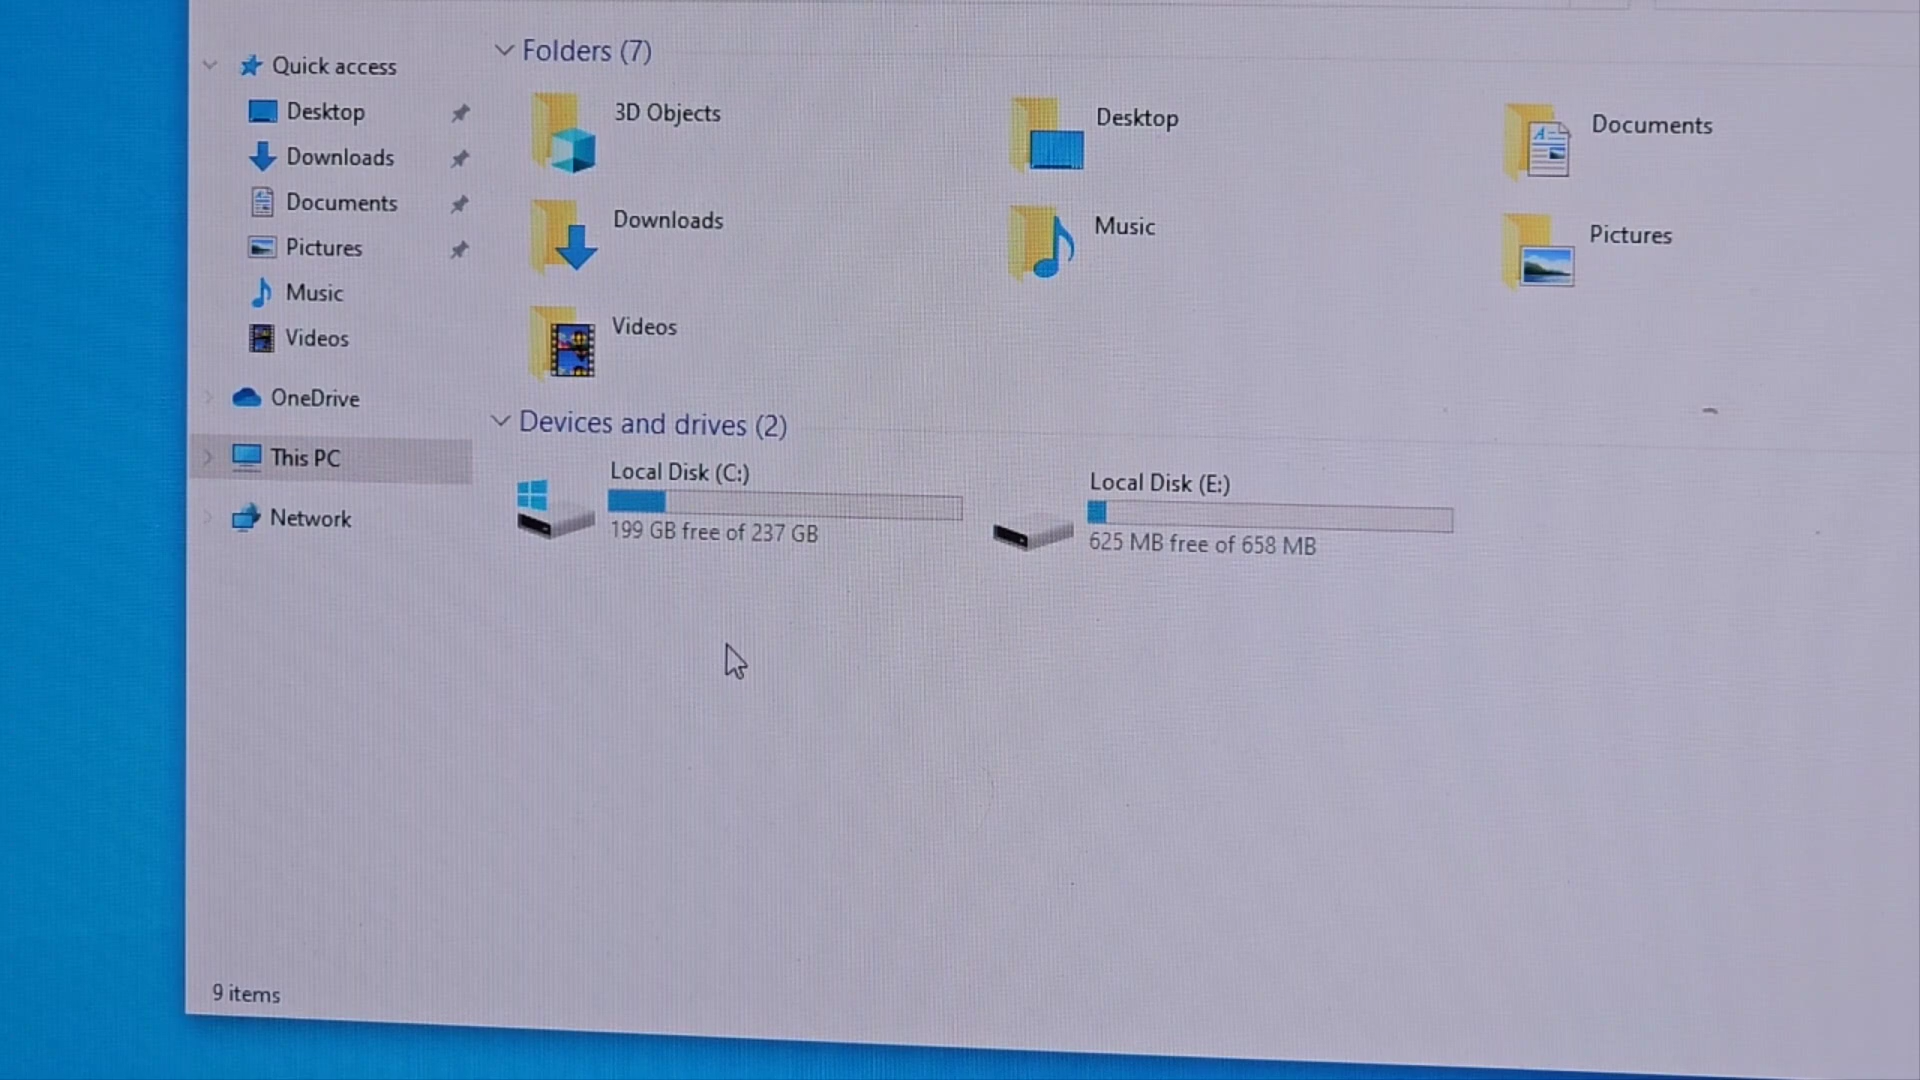 Quick access
Desktop
Downloads
Documents
Pictures
Music
Videos
OneDrive
This PC
Network
Folders (7)
3D Objects
Desktop
Documents
Downloads
Music
Pictures
Videos
Devices and drives (2)
Local Disk (C:)
199 GB free of 237 GB
Local Disk (E:)
625 MB free of 658 MB
9 items